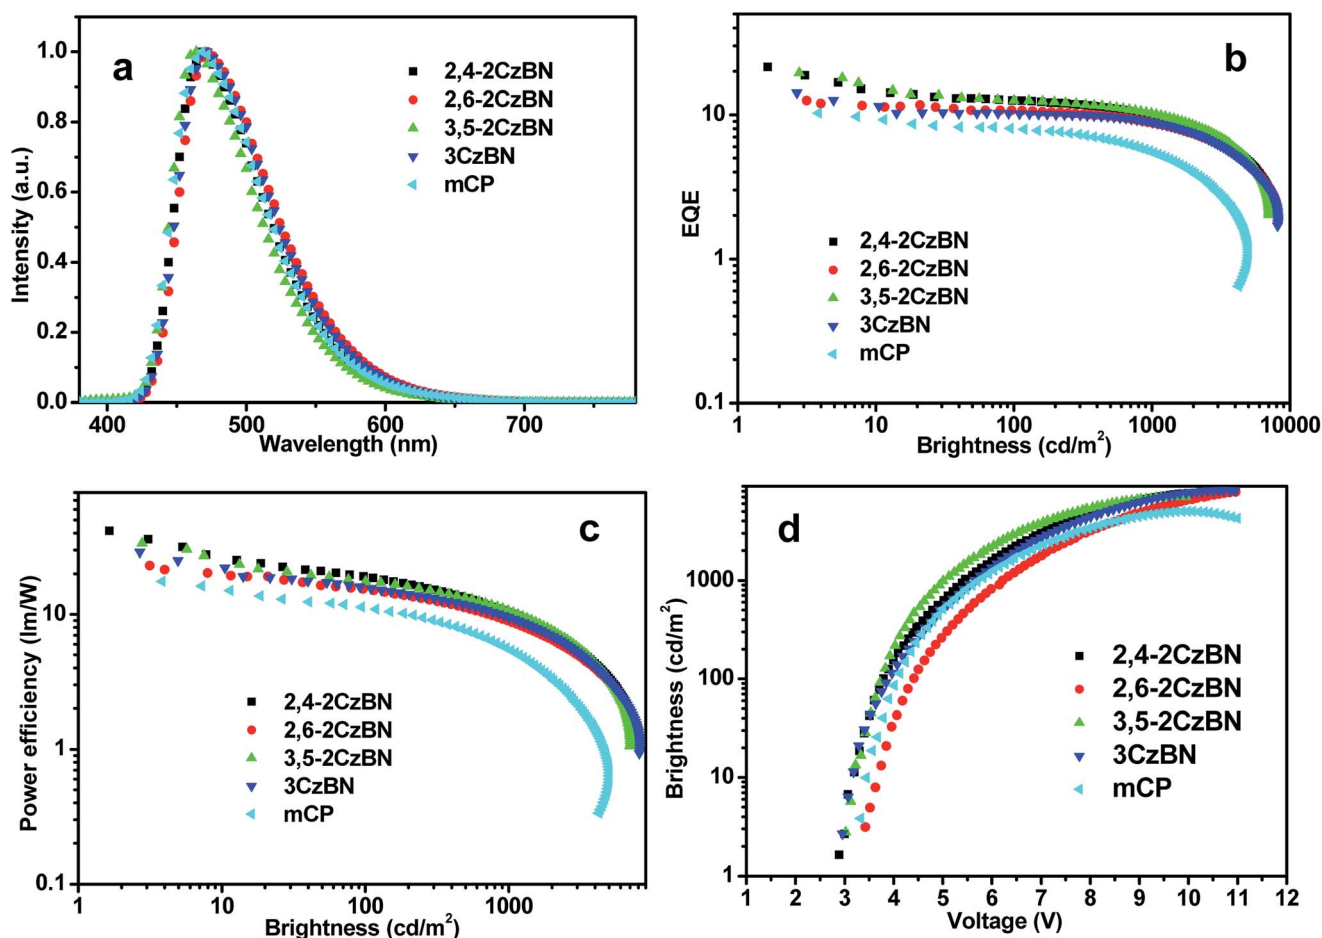 a
1.0
0.8
0.6
0.4
0.2
0.0
Intensity (a.u.)
2,4-2CzBN
2,6-2CzBN
3,5-2CzBN
3CzBN
mCP
400
500
600
700
Wavelength (nm)
b
10
1
0.1
EQE
2,4-2CzBN
2,6-2CzBN
3,5-2CzBN
3CzBN
mCP
1
10
100
1000
10000
Brightness (cd/m²)
c
10
1
0.1
Power efficiency (lm/W)
2,4-2CzBN
2,6-2CzBN
3,5-2CzBN
3CzBN
mCP
10
100
1000
Brightness (cd/m²)
d
1000
100
10
1
Brightness (cd/m²)
2,4-2CzBN
2,6-2CzBN
3,5-2CzBN
3CzBN
mCP
1 2 3 4 5 6 7 8 9 10 11 12
Voltage (V)